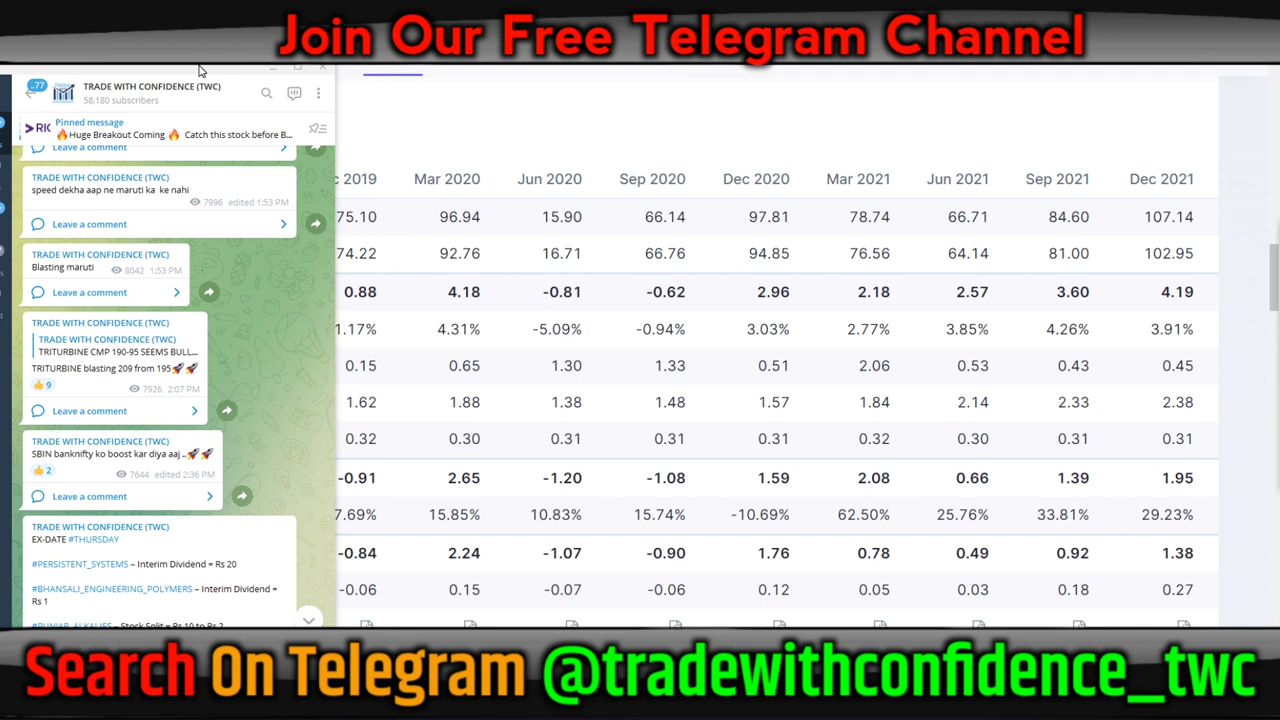 Join Our Free Telegram Channel
..77
TRADE WITH CONFIDENCE (TWC)
58,180 subscribers
RIC
Pinned message
🔥Huge Breakout Coming 🔥 Catch this stock before B...
Leave a comment
TRADE WITH CONFIDENCE (TWC)
speed dekha aap ne maruti ka ke nahi
7996 edited 1:53 PM
Leave a comment
TRADE WITH CONFIDENCE (TWC)
Blasting maruti 8042 1:53 PM
Leave a comment
TRADE WITH CONFIDENCE (TWC)
TRADE WITH CONFIDENCE (TWC)
TRITURBINE CMP 190-95 SEEMS BULL...
TRITURBINE blasting 209 from 195🚀🚀
👍 9
7926 2:07 PM
Leave a comment
TRADE WITH CONFIDENCE (TWC)
SBIN banknifty ko boost kar diya aaj ..🚀🚀
👍 2
7644 edited 2:36 PM
Leave a comment
TRADE WITH CONFIDENCE (TWC)
EX-DATE #THURSDAY
#PERSISTENT_SYSTEMS – Interim Dividend = Rs 20
#BHANSALI_ENGINEERING_POLYMERS – Interim Dividend =
Rs 1
#PUNJAB_ALKALIES – Stock Split = Rs 10 to Rs 2
c 2019 Mar 2020 Jun 2020 Sep 2020 Dec 2020 Mar 2021 Jun 2021 Sep 2021 Dec 2021
75.10 96.94 15.90 66.14 97.81 78.74 66.71 84.60 107.14
74.22 92.76 16.71 66.76 94.85 76.56 64.14 81.00 102.95
0.88 4.18 -0.81 -0.62 2.96 2.18 2.57 3.60 4.19
1.17% 4.31% -5.09% -0.94% 3.03% 2.77% 3.85% 4.26% 3.91%
0.15 0.65 1.30 1.33 0.51 2.06 0.53 0.43 0.45
1.62 1.88 1.38 1.48 1.57 1.84 2.14 2.33 2.38
0.32 0.30 0.31 0.31 0.31 0.32 0.30 0.31 0.31
-0.91 2.65 -1.20 -1.08 1.59 2.08 0.66 1.39 1.95
7.69% 15.85% 10.83% 15.74% -10.69% 62.50% 25.76% 33.81% 29.23%
-0.84 2.24 -1.07 -0.90 1.76 0.78 0.49 0.92 1.38
-0.06 0.15 -0.07 -0.06 0.12 0.05 0.03 0.18 0.27
Search On Telegram @tradewithconfidence_twc